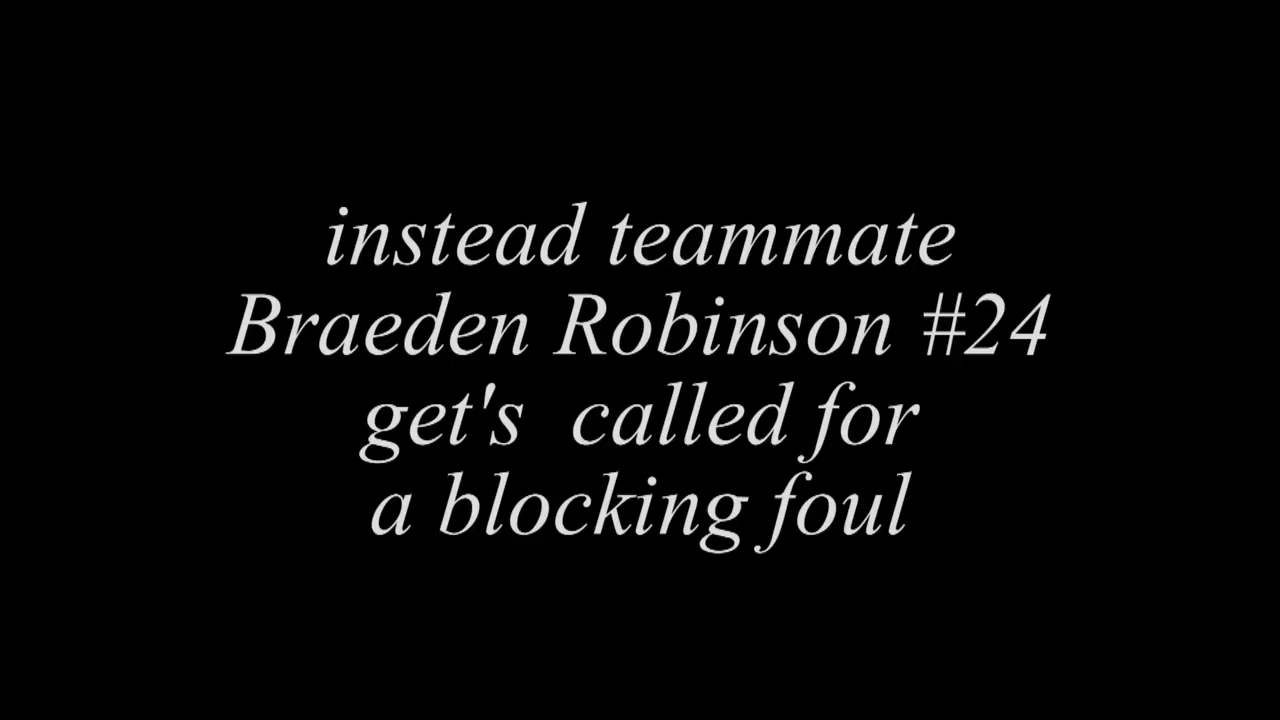 instead teammate
Braeden Robinson #24
get's  called for
a blocking foul